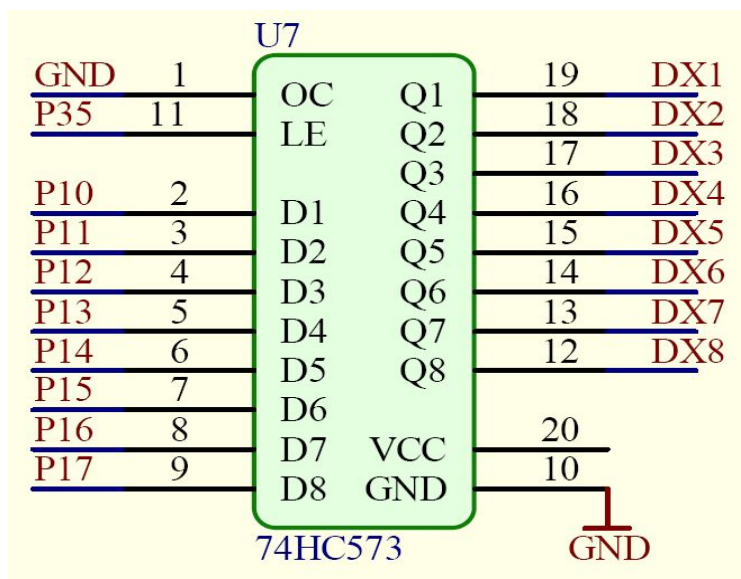 U7
GND 1 OC Q1 19 DX1
P35 11 LE Q2 18 DX2
Q3 17 DX3
P10 2 D1 Q4 16 DX4
P11 3 D2 Q5 15 DX5
P12 4 D3 Q6 14 DX6
P13 5 D4 Q7 13 DX7
P14 6 D5 Q8 12 DX8
P15 7 D6
P16 8 D7 VCC 20
P17 9 D8 GND 10
74HC573 GND